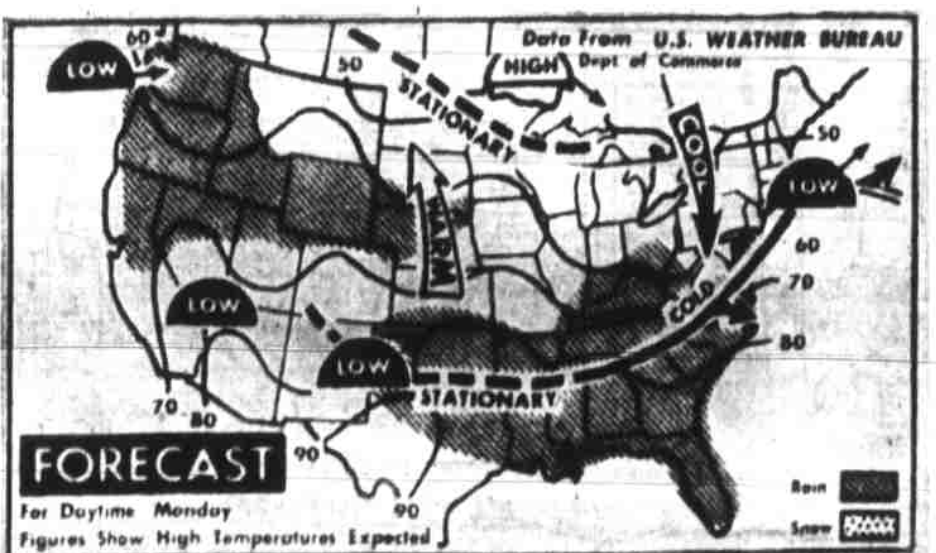 Data From U.S. WEATHER BUREAU
Dept of Commerce
60
LOW
50
HIGH
STATIONARY
COOL
50
LOW
WARM
60
LOW
COLD
70
80
LOW
STATIONARY
70
80
90
90
FORECAST
For Daytime Monday
Figures Show High Temperatures Expected
Rain
Snow